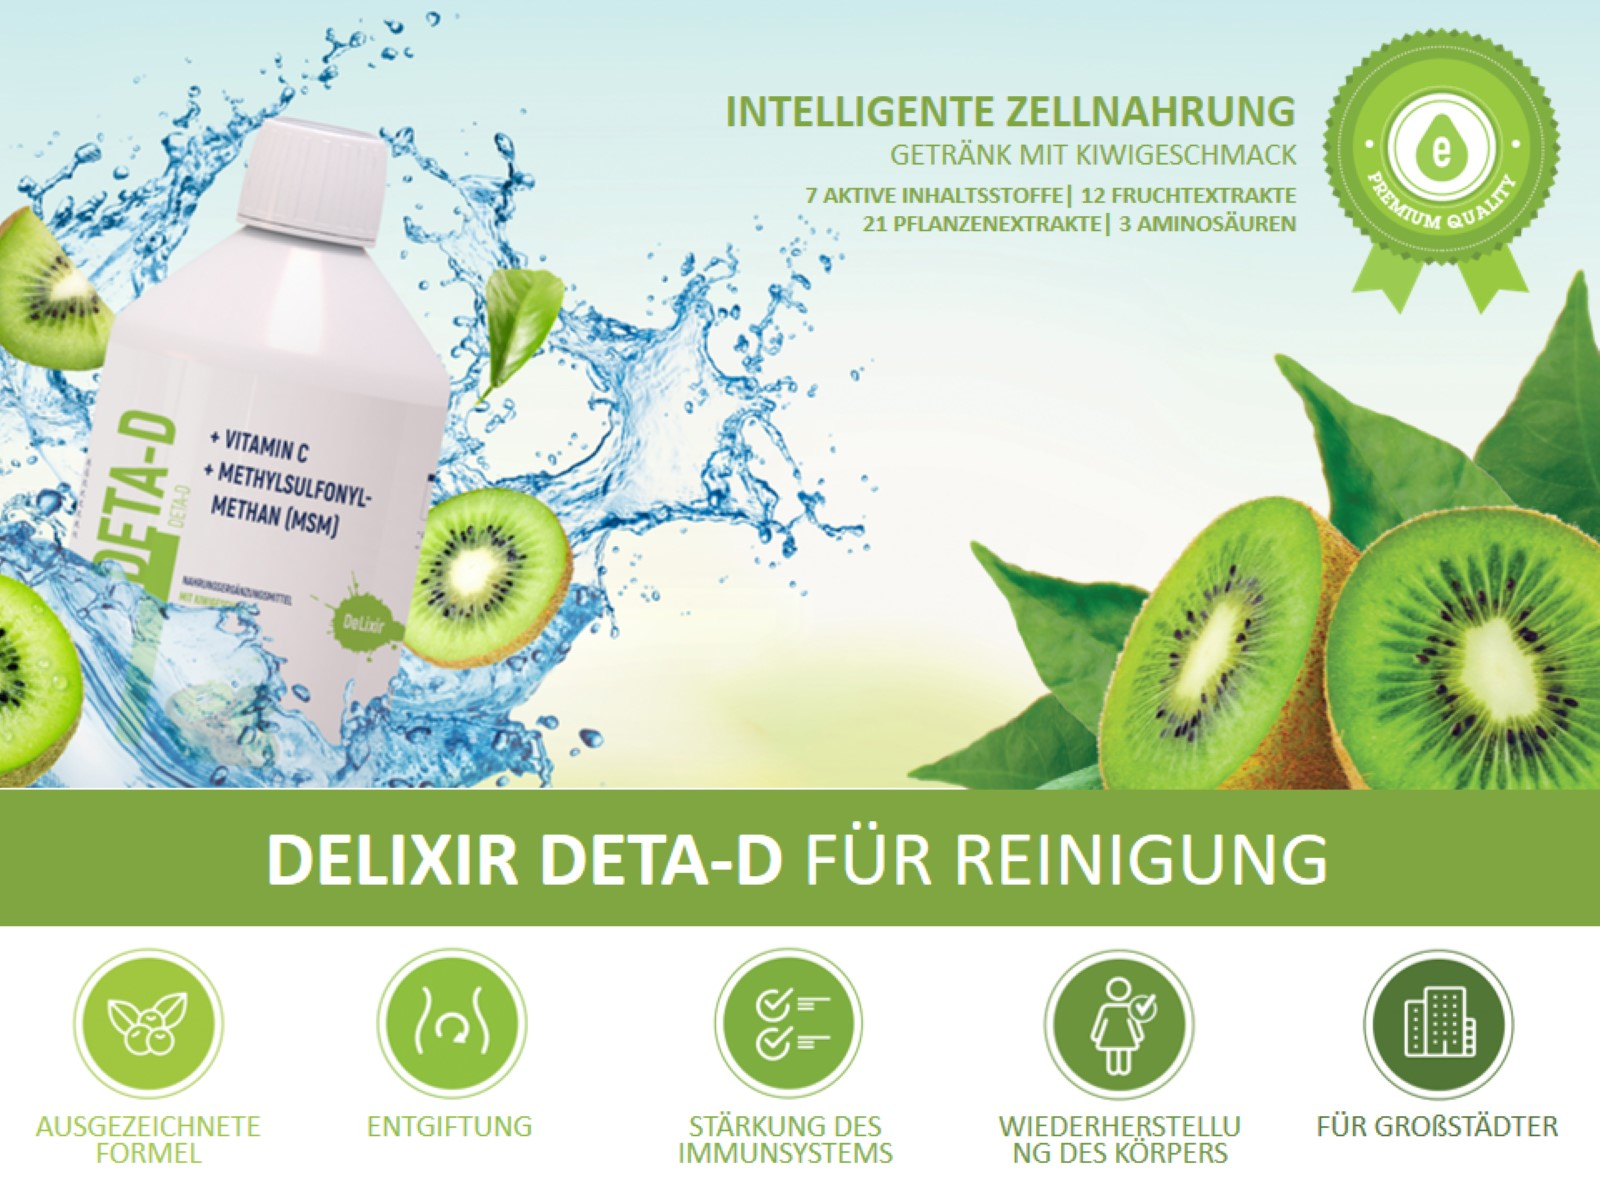 INTELLIGENTE ZELLNAHRUNG
GETRÄNK MIT KIWIGESCHMACK
7 AKTIVE INHALTSSTOFFE| 12 FRUCHTEXTRAKTE
21 PFLANZENEXTRAKTE| 3 AMINOSÄUREN
e
PREMIUM QUALITY
DETA-D
DETA-D
+ VITAMIN C
+ METHYLSULFONYL-
METHAN (MSM)
NAHRUNGSERGÄNZUNGSMITTEL
DeLixir
DELIXIR DETA-D FÜR REINIGUNG
AUSGEZEICHNETE
FORMEL
ENTGIFTUNG
STÄRKUNG DES
IMMUNSYSTEMS
WIEDERHERSTELLU
NG DES KÖRPERS
FÜR GROßSTÄDTER